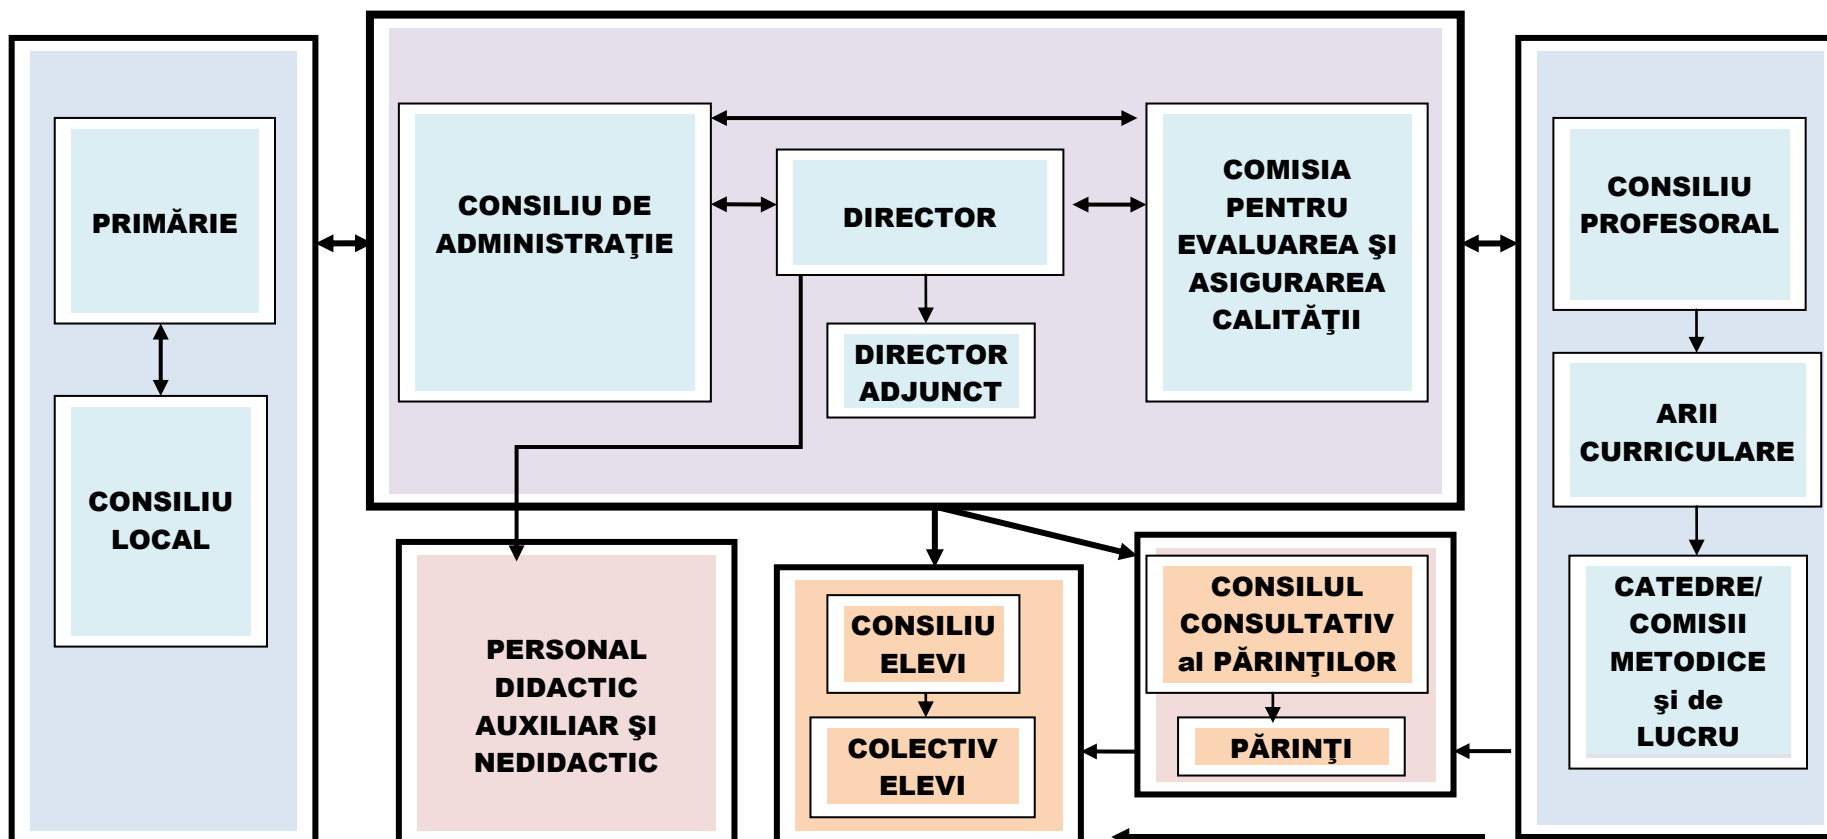 PRIMĂRIE
CONSILIU
LOCAL
CONSILIU DE
ADMINISTRAŢIE
DIRECTOR
DIRECTOR
ADJUNCT
COMISIA
PENTRU
EVALUAREA ŞI
ASIGURAREA
CALITĂŢII
CONSILIU
PROFESORAL
ARII
CURRICULARE
CATEDRE/
COMISII
METODICE
şi de
LUCRU
PERSONAL
DIDACTIC
AUXILIAR ŞI
NEDIDACTIC
CONSILIU
ELEVI
COLECTIV
ELEVI
CONSILUL
CONSULTATIV
al PĂRINŢILOR
PĂRINŢI